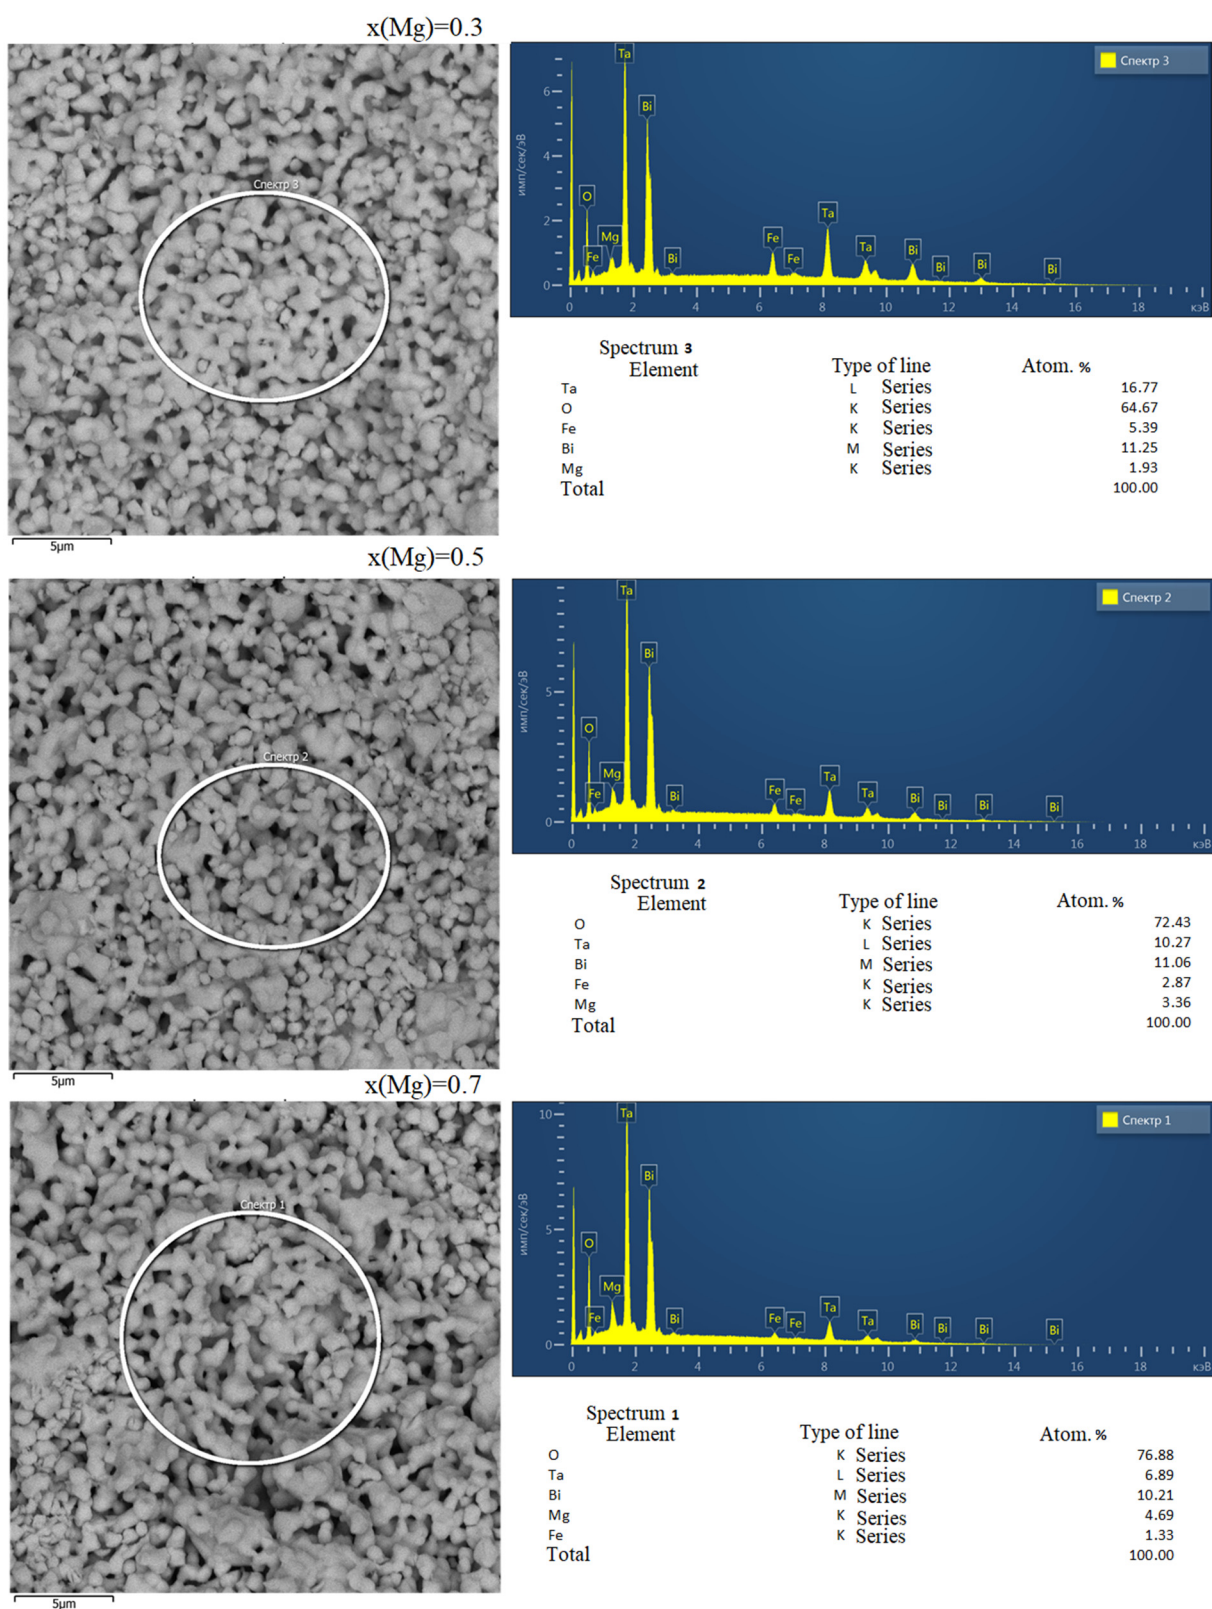 x(Mg)=0.3
Спектр 3
5µm
Спектр 3
имп/сек/эВ
6
4
2
0
Ta
Bi
O
Fe
Mg
Bi
Fe
Fe
Ta
Ta
Bi
Bi
Bi
Bi
0 2 4 6 8 10 12 14 16 18 кэВ
Spectrum 3
Element Type of line Atom. %
Ta L Series 16.77
O K Series 64.67
Fe K Series 5.39
Bi M Series 11.25
Mg K Series 1.93
Total 100.00
x(Mg)=0.5
Спектр 2
5µm
Спектр 2
имп/сек/эВ
5
0
Ta
Bi
O
Fe
Mg
Bi
Fe
Fe
Ta
Ta
Bi
Bi
Bi
Bi
0 2 4 6 8 10 12 14 16 18 кэВ
Spectrum 2
Element Type of line Atom. %
O K Series 72.43
Ta L Series 10.27
Bi M Series 11.06
Fe K Series 2.87
Mg K Series 3.36
Total 100.00
x(Mg)=0.7
Спектр 1
5µm
Спектр 1
имп/сек/эВ
10
5
0
Ta
Bi
O
Fe
Mg
Bi
Fe
Fe
Ta
Ta
Bi
Bi
Bi
Bi
0 2 4 6 8 10 12 14 16 18 кэВ
Spectrum 1
Element Type of line Atom. %
O K Series 76.88
Ta L Series 6.89
Bi M Series 10.21
Mg K Series 4.69
Fe K Series 1.33
Total 100.00